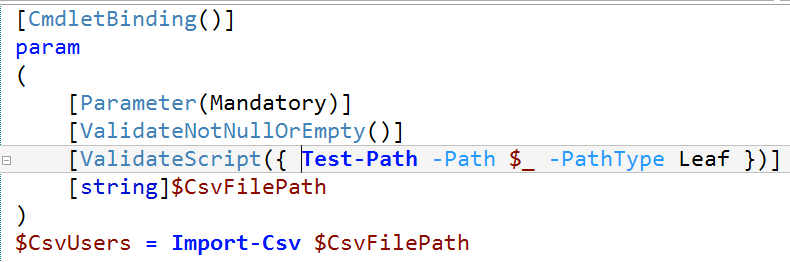 [CmdletBinding()]
param
(
    [Parameter(Mandatory)]
    [ValidateNotNullOrEmpty()]
    [ValidateScript({ Test-Path -Path $_ -PathType Leaf })]
    [string]$CsvFilePath
)
$CsvUsers = Import-Csv $CsvFilePath